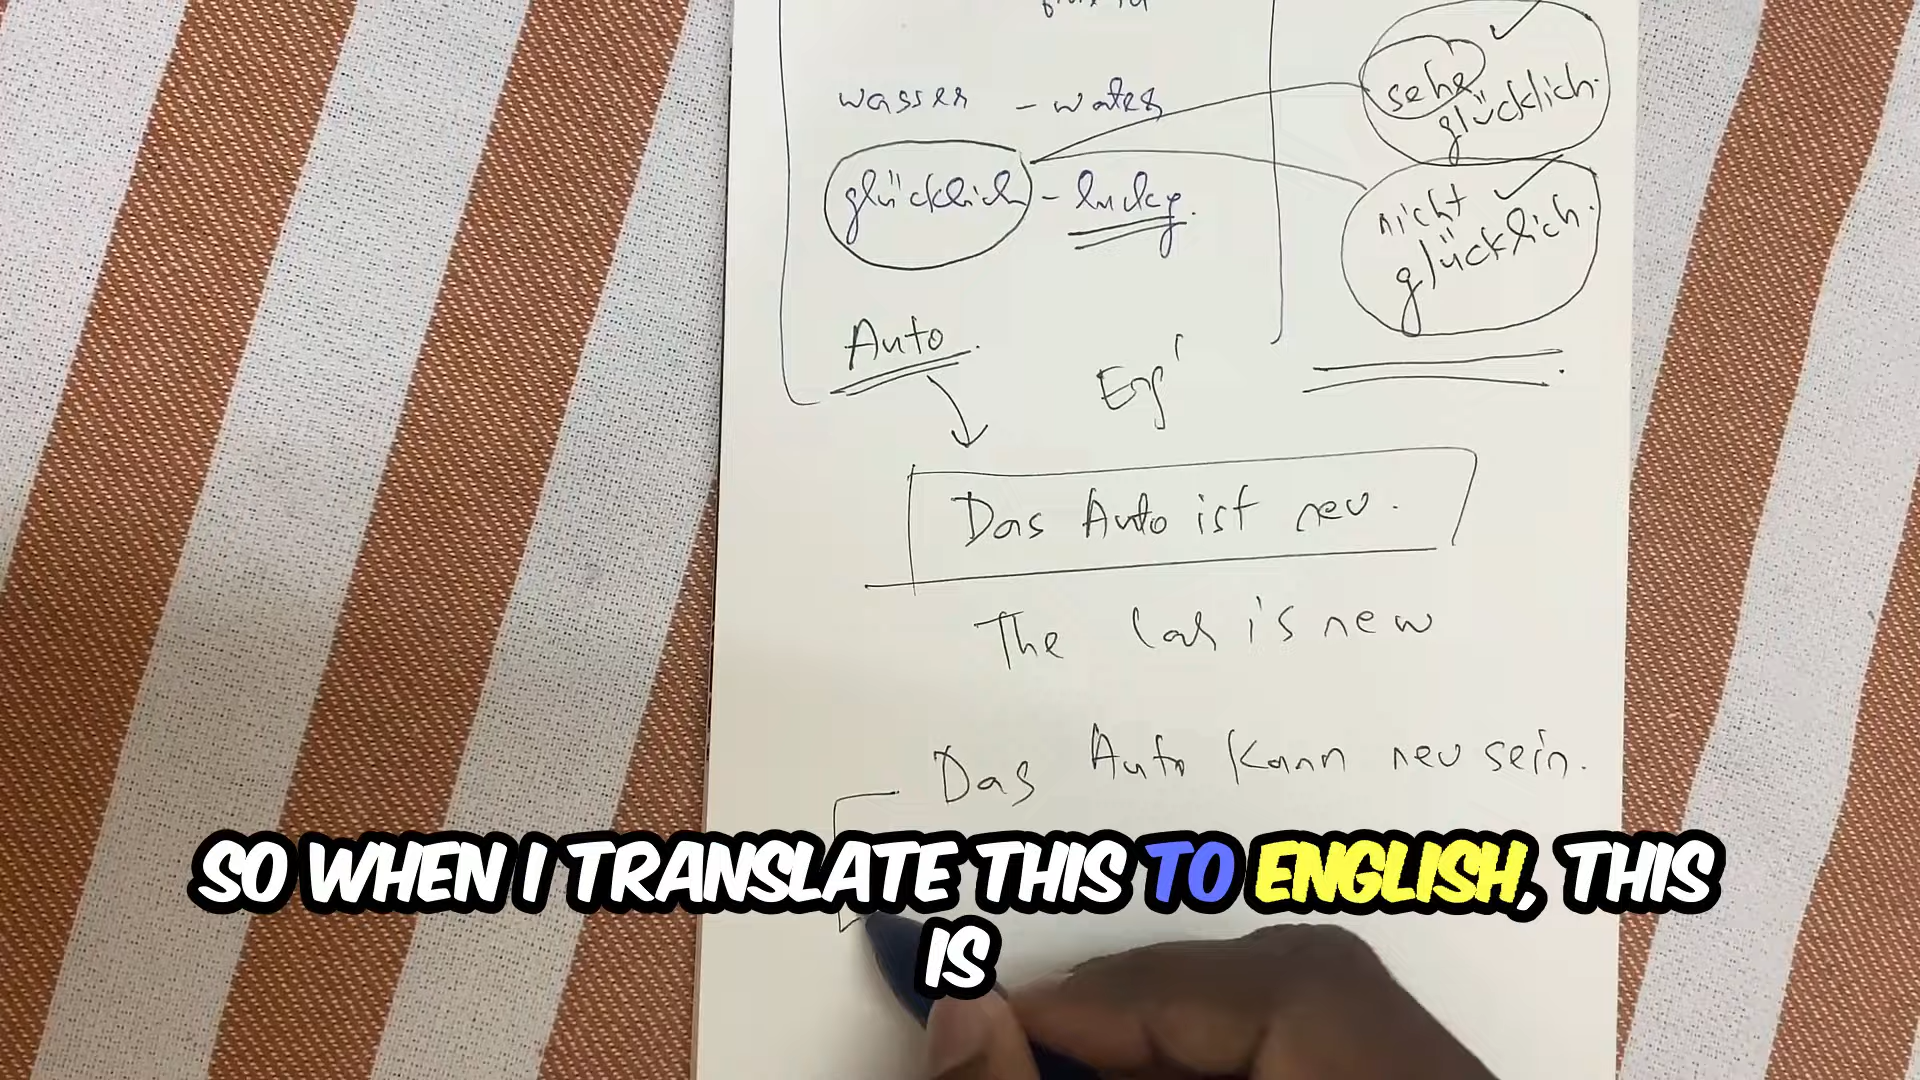 wasser - water
glücklich - lucky.
sehr
glücklich.
nicht
glücklich.
Auto.
Eg'
Das Auto ist neu.
The Car is new
Das Auto kann neu sein.
SO WHEN I TRANSLATE THIS TO ENGLISH, THIS
IS